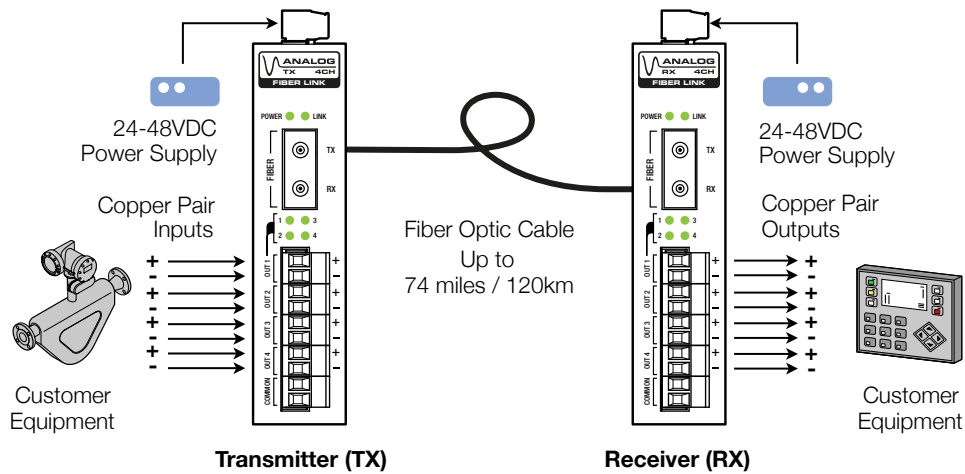 ANALOG
TX 4CH
FIBER LINK
POWER LINK
FIBER
TX
RX
1 3
2 4
OUT 1
+
-
OUT 2
+
-
OUT 3
+
-
OUT 4
+
-
COMMON
24-48VDC
Power Supply
Copper Pair
Inputs
+
-
+
-
+
-
+
-
Customer
Equipment
Transmitter (TX)
Fiber Optic Cable
Up to
74 miles / 120km
ANALOG
RX 4CH
FIBER LINK
POWER LINK
FIBER
TX
RX
1 3
2 4
OUT 1
+
-
OUT 2
+
-
OUT 3
+
-
OUT 4
+
-
COMMON
24-48VDC
Power Supply
Copper Pair
Outputs
+
-
+
-
+
-
+
-
Customer
Equipment
Receiver (RX)